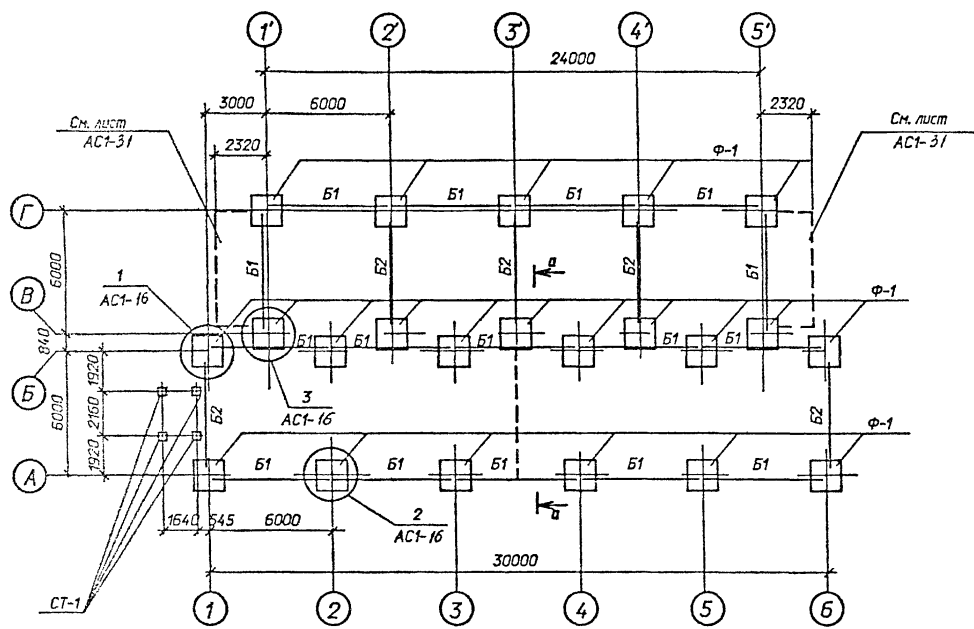 1' 2' 3' 4' 5'
24000
3000 6000 2320
См. лист
АС1-31
См. лист
АС1-31
2320
Ф-1
Б1 Б1 Б1 Б1
Г
6000
Б1 Б2 Б2 Б2 Б1
а
1
АС1-16
В
Ф-1
840
Б1 Б1 Б1 Б1 Б1
Б
1920
3
АС1-16
6000
2160
Б2 Б2
Ф-1
1920
А
Б1 Б1 Б1 Б1 Б1
а
1640 545 6000
2
АС1-16
30000
СТ-1
1 2 3 4 5 6